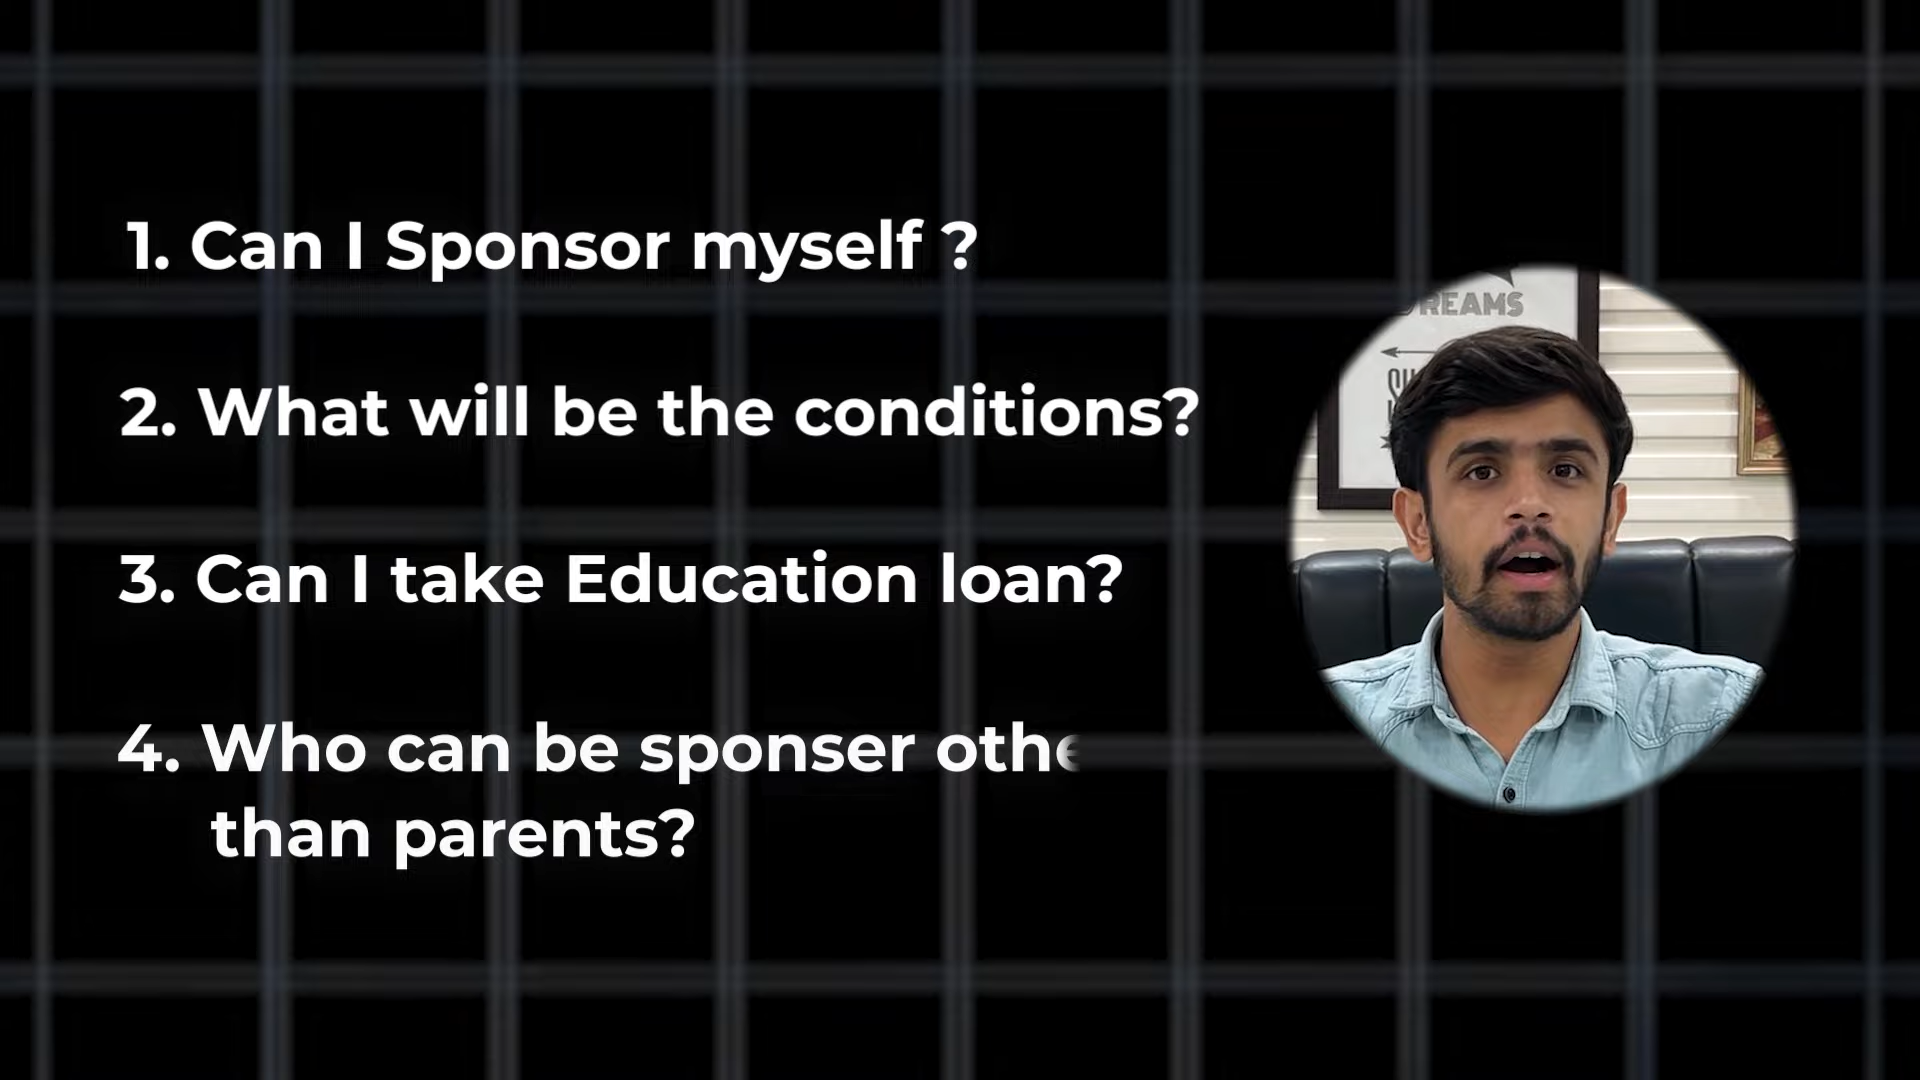 1. Can I Sponsor myself ?
2. What will be the conditions?
3. Can I take Education loan?
4. Who can be sponser othe
than parents?
DREAMS